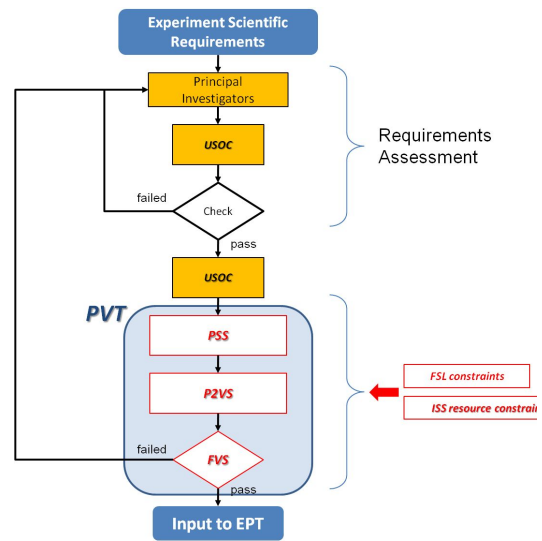 Experiment Scientific
Requirements
Principal
Investigators
USOC
Requirements
Assessment
failed
Check
pass
USOC
PVT
PSS
FSL constraints
P2VS
ISS resource
failed
FVS
pass
Input to EPT